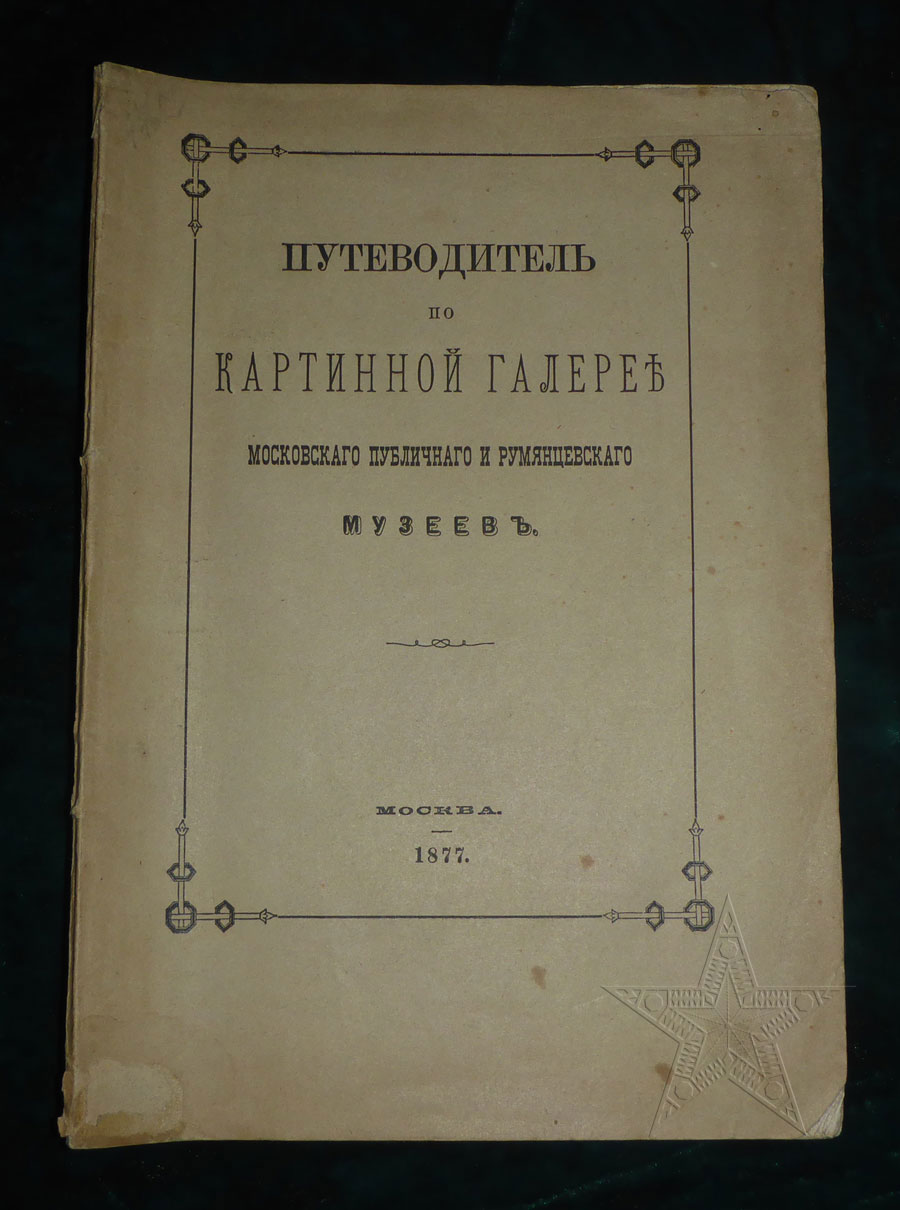 ПУТЕВОДИТЕЛЬ
ПО
КАРТИННОЙ ГАЛЕРЕѢ
МОСКОВСКАГО ПУБЛИЧНАГО И РУМЯНЦЕВСКАГО
МУЗЕЕВЪ.
МОСКВА.
1877.